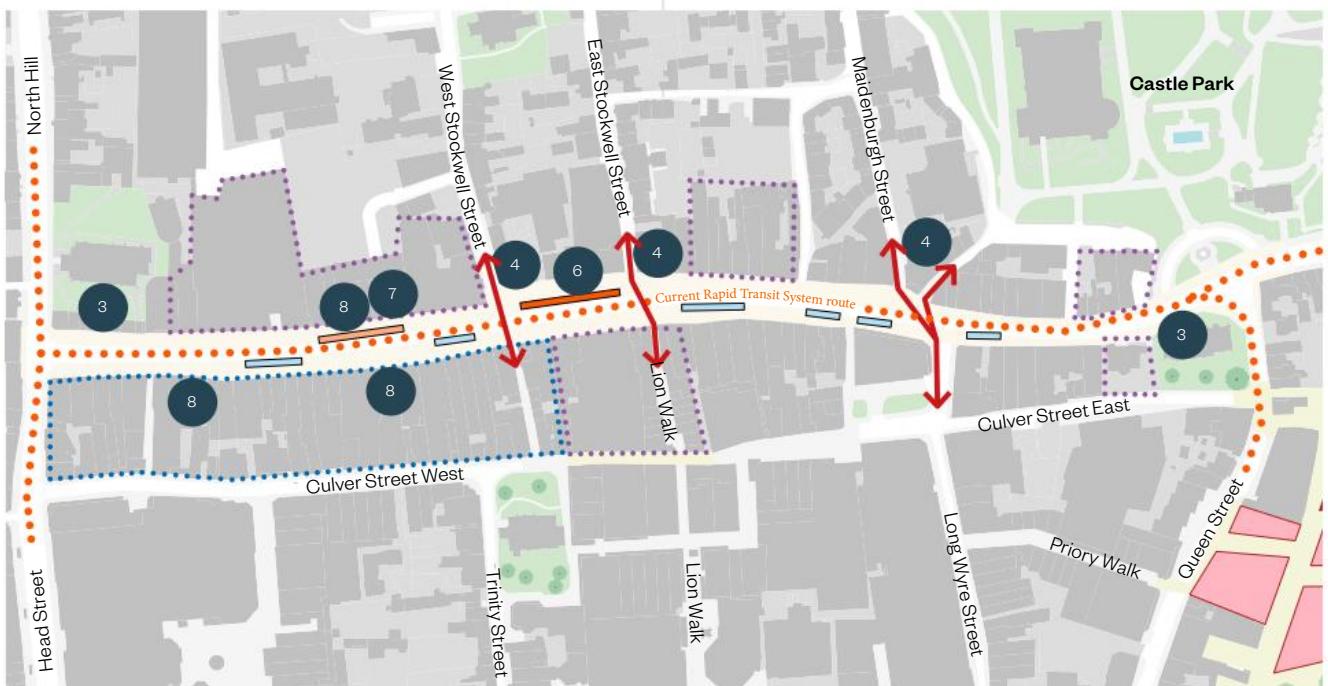 North Hill
West Stockwell Street
East Stockwell Street
Maidenburgh Street
Castle Park
4
4
4
6
7
8
3
Current Rapid Transit System route
3
8
8
Lion Walk
Culver Street East
Culver Street West
Head Street
Trinity Street
Lion Walk
Long Wyre Street
Priory Walk
Queen Street